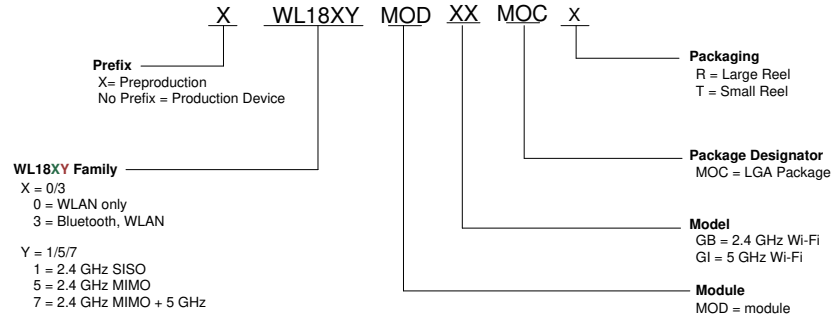 X WL18XY MOD XX MOC X
Prefix
X= Preproduction
No Prefix = Production Device
WL18XY Family
X = 0/3
0 = WLAN only
3 = Bluetooth, WLAN
Y = 1/5/7
1 = 2.4 GHz SISO
5 = 2.4 GHz MIMO
7 = 2.4 GHz MIMO + 5 GHz
Packaging
R = Large Reel
T = Small Reel
Package Designator
MOC = LGA Package
Model
GB = 2.4 GHz Wi-Fi
GI = 5 GHz Wi-Fi
Module
MOD = module